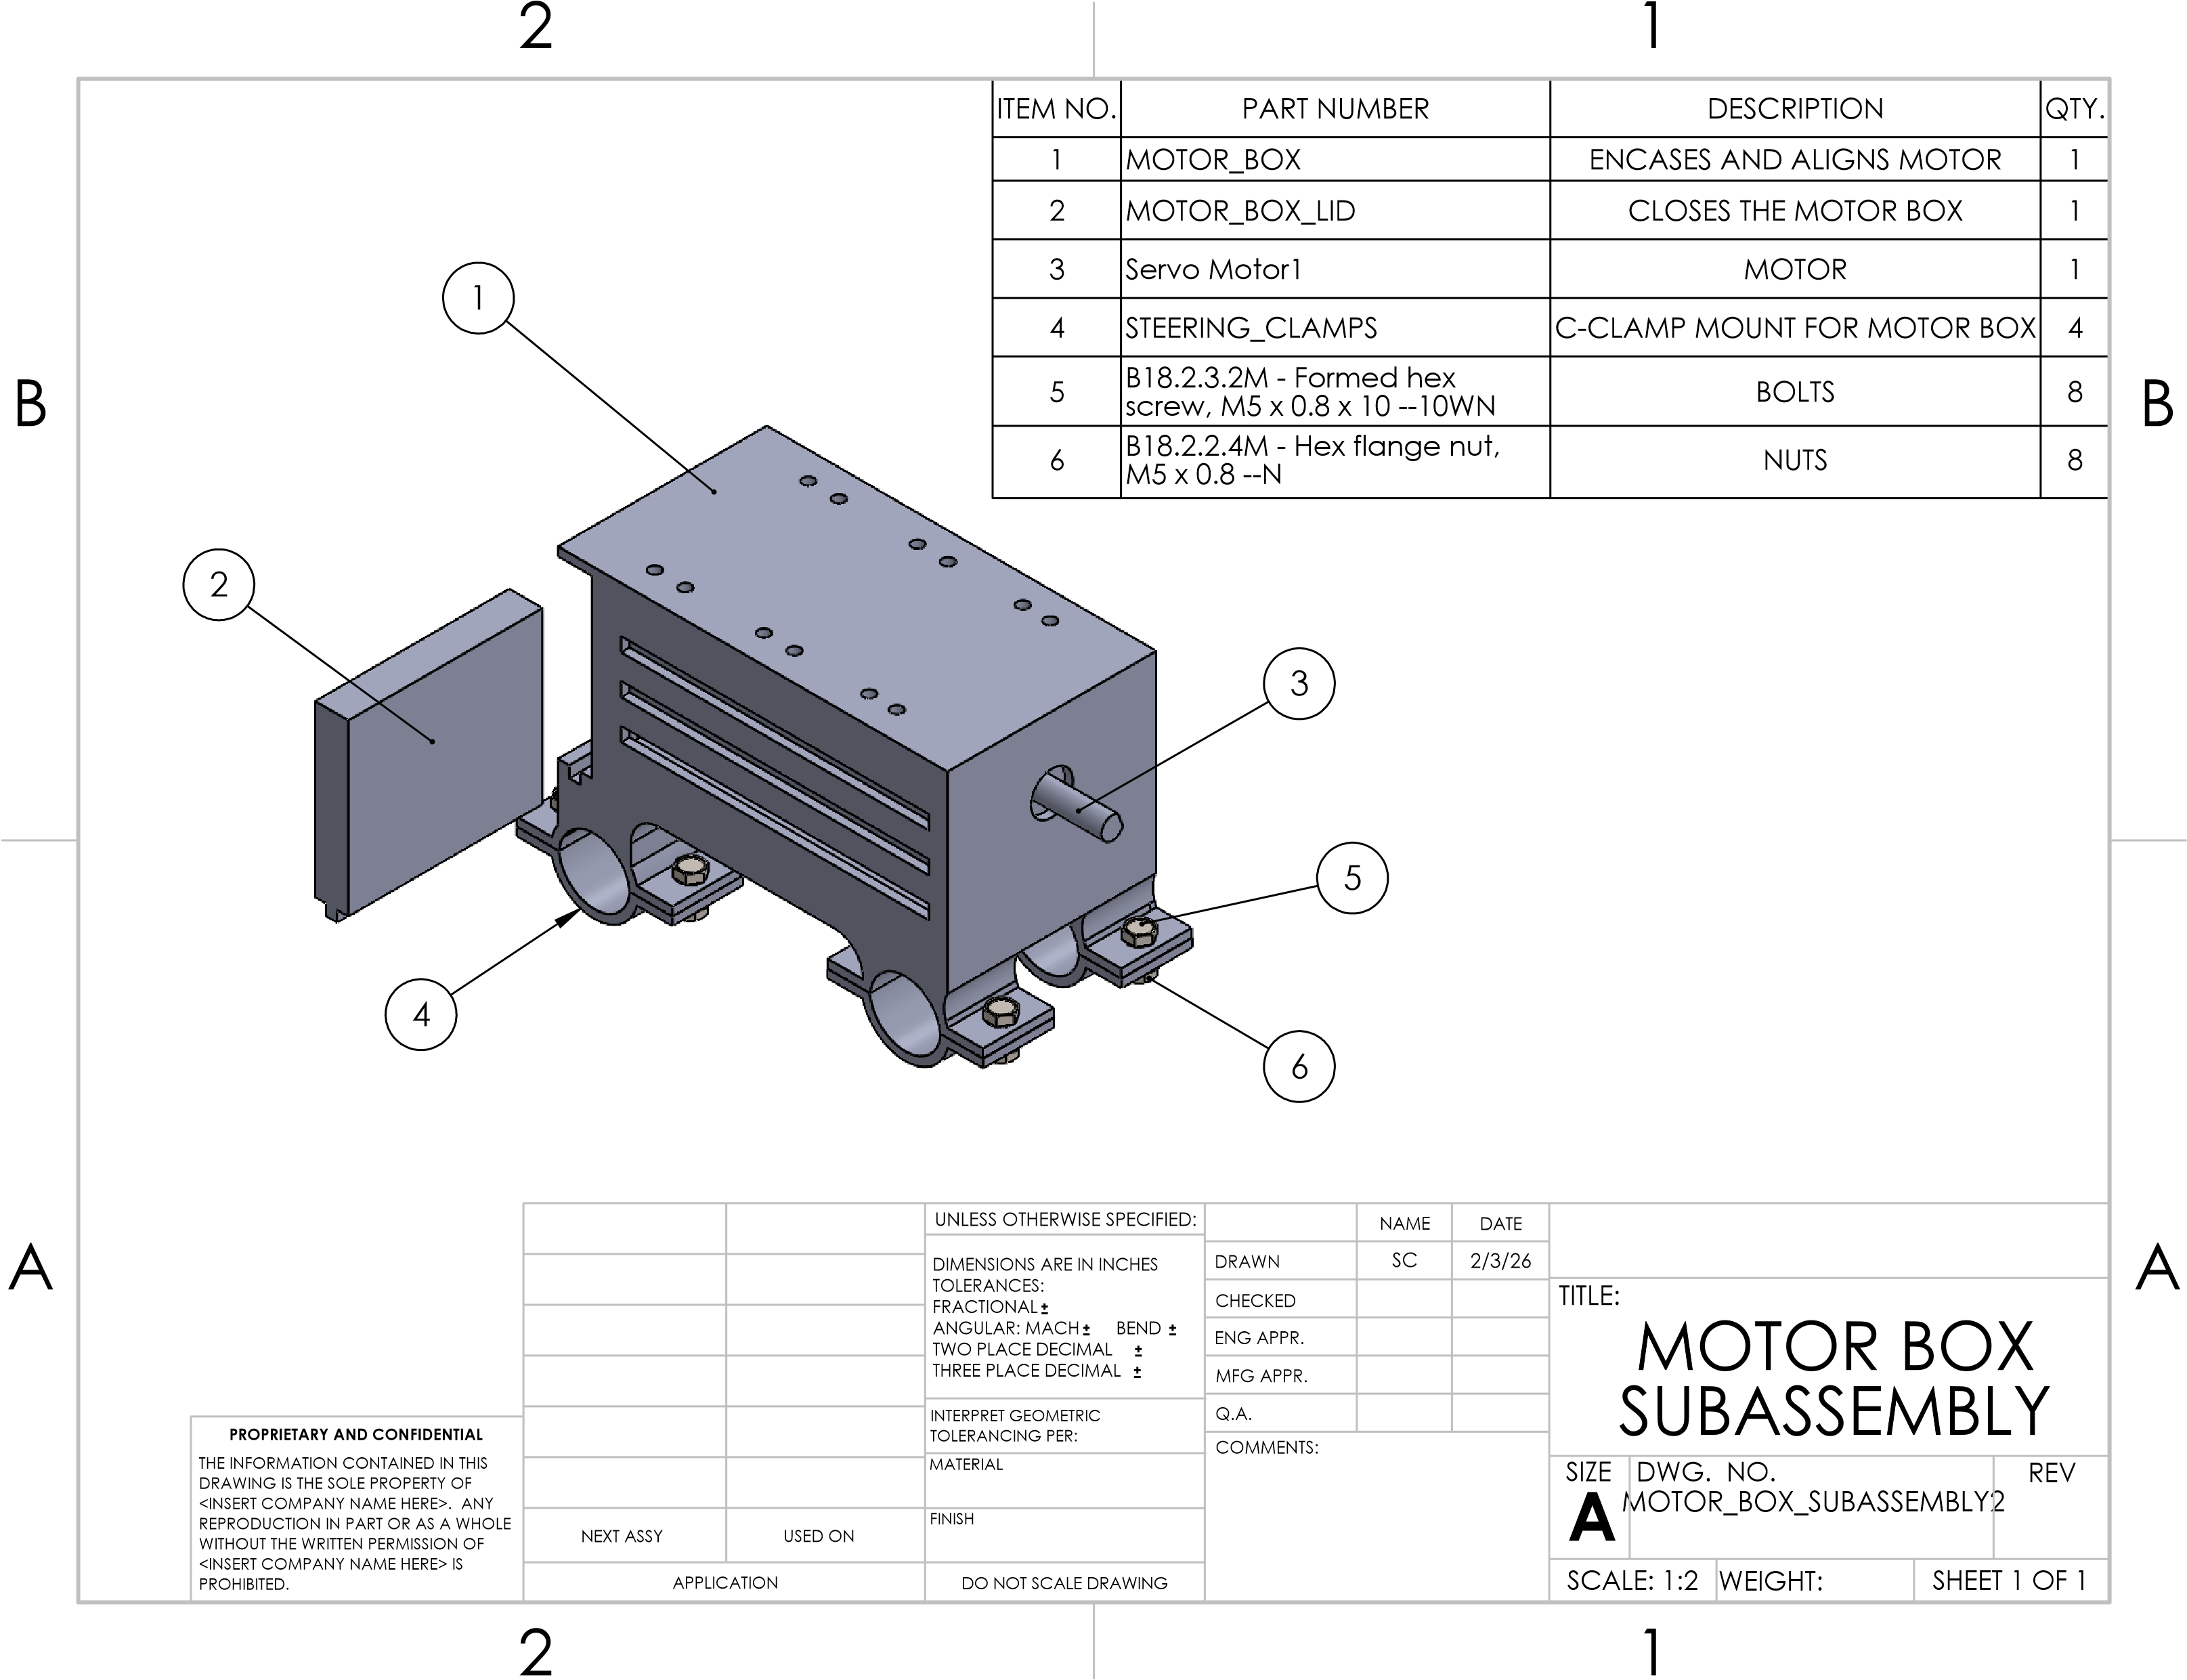 2 1
ITEM NO. PART NUMBER DESCRIPTION QTY.
1 MOTOR_BOX ENCASES AND ALIGNS MOTOR 1
2 MOTOR_BOX_LID CLOSES THE MOTOR BOX 1
3 Servo Motor1 MOTOR 1
4 STEERING_CLAMPS C-CLAMP MOUNT FOR MOTOR BOX 4
5 B18.2.3.2M - Formed hex
screw, M5 x 0.8 x 10 --10WN BOLTS 8
6 B18.2.2.4M - Hex flange nut,
M5 x 0.8 --N NUTS 8
B B
1
2
3
5
4
6
A A
UNLESS OTHERWISE SPECIFIED:
DIMENSIONS ARE IN INCHES
TOLERANCES:
FRACTIONAL±
ANGULAR: MACH± BEND ±
TWO PLACE DECIMAL ±
THREE PLACE DECIMAL ±
INTERPRET GEOMETRIC
TOLERANCING PER:
MATERIAL
FINISH
DO NOT SCALE DRAWING
NAME DATE
DRAWN SC 2/3/26
CHECKED
ENG APPR.
MFG APPR.
Q.A.
COMMENTS:
TITLE:
MOTOR BOX
SUBASSEMBLY
SIZE DWG. NO. REV
A MOTOR_BOX_SUBASSEMBLY2
SCALE: 1:2 WEIGHT: SHEET 1 OF 1
PROPRIETARY AND CONFIDENTIAL
THE INFORMATION CONTAINED IN THIS
DRAWING IS THE SOLE PROPERTY OF
<INSERT COMPANY NAME HERE>. ANY
REPRODUCTION IN PART OR AS A WHOLE
WITHOUT THE WRITTEN PERMISSION OF
<INSERT COMPANY NAME HERE> IS
PROHIBITED.
NEXT ASSY USED ON
APPLICATION
2 1